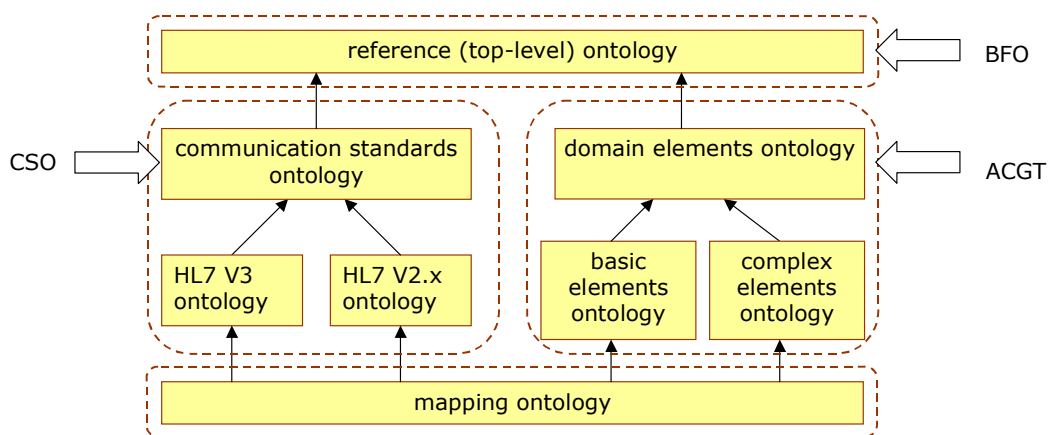 reference (top-level) ontology
BFO
communication standards
ontology
domain elements ontology
CSO
ACGT
HL7 V3
ontology
HL7 V2.x
ontology
basic
elements
ontology
complex
elements
ontology
mapping ontology